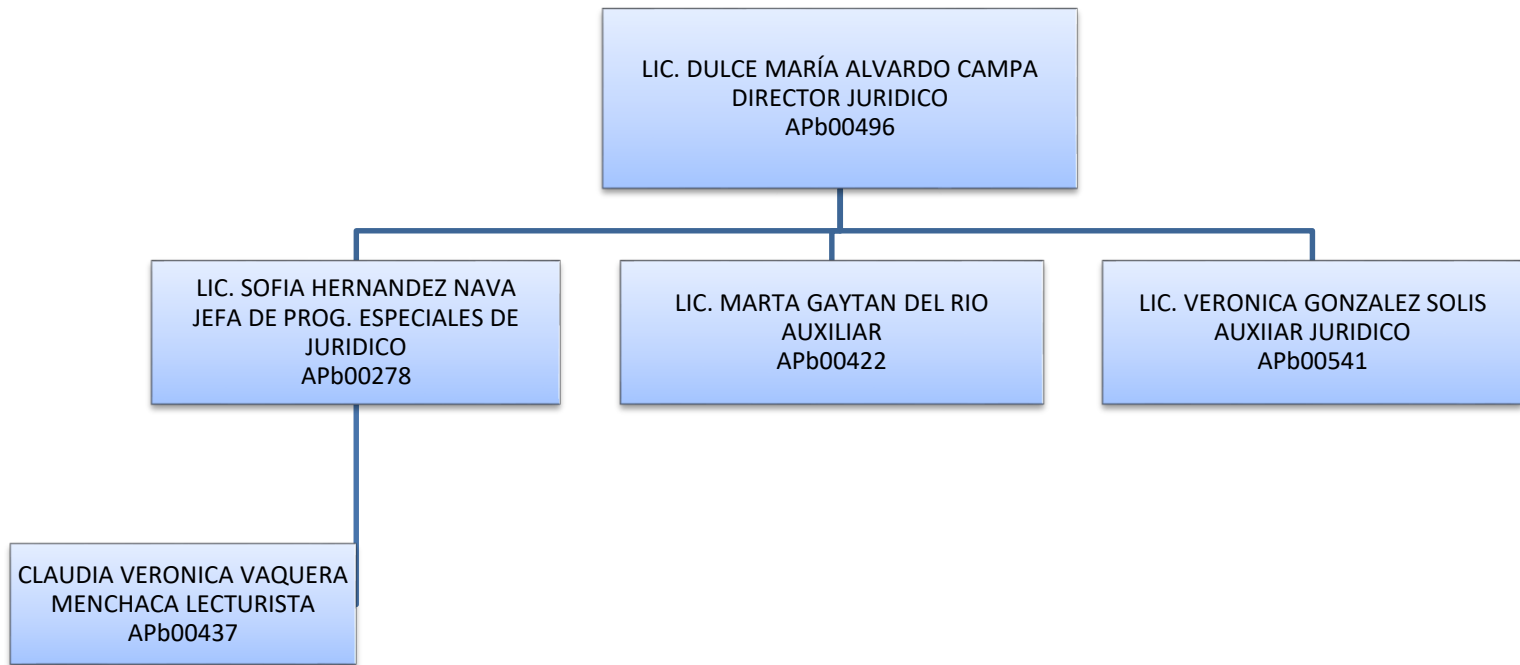 LIC. DULCE MARÍA ALVARDO CAMPA
DIRECTOR JURIDICO
APb00496
LIC. SOFIA HERNANDEZ NAVA
JEFA DE PROG. ESPECIALES DE
JURIDICO
APb00278
LIC. MARTA GAYTAN DEL RIO
AUXILIAR
APb00422
LIC. VERONICA GONZALEZ SOLIS
AUXIIAR JURIDICO
APb00541
CLAUDIA VERONICA VAQUERA
MENCHACA LECTURISTA
APb00437